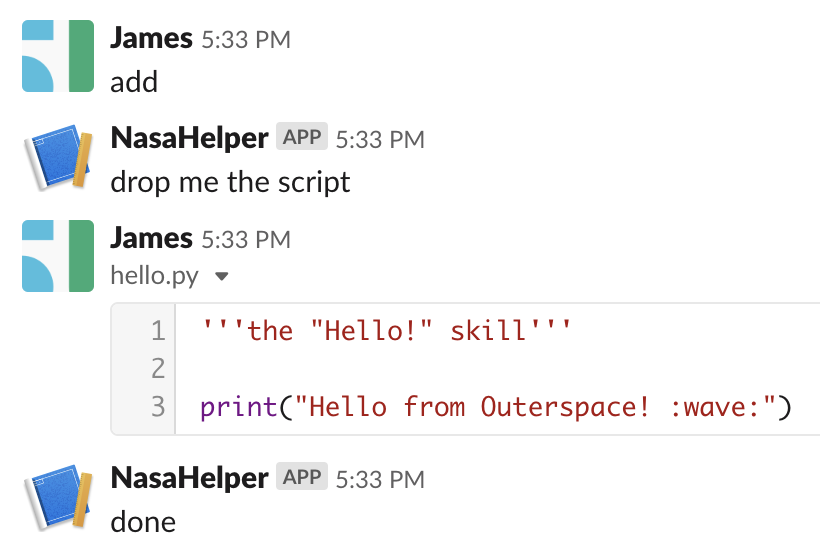 James 5:33 PM
add
NasaHelper APP 5:33 PM
drop me the script
James 5:33 PM
hello.py
1 '''the "Hello!" skill'''
2
3 print("Hello from Outerspace! :wave:")
NasaHelper APP 5:33 PM
done